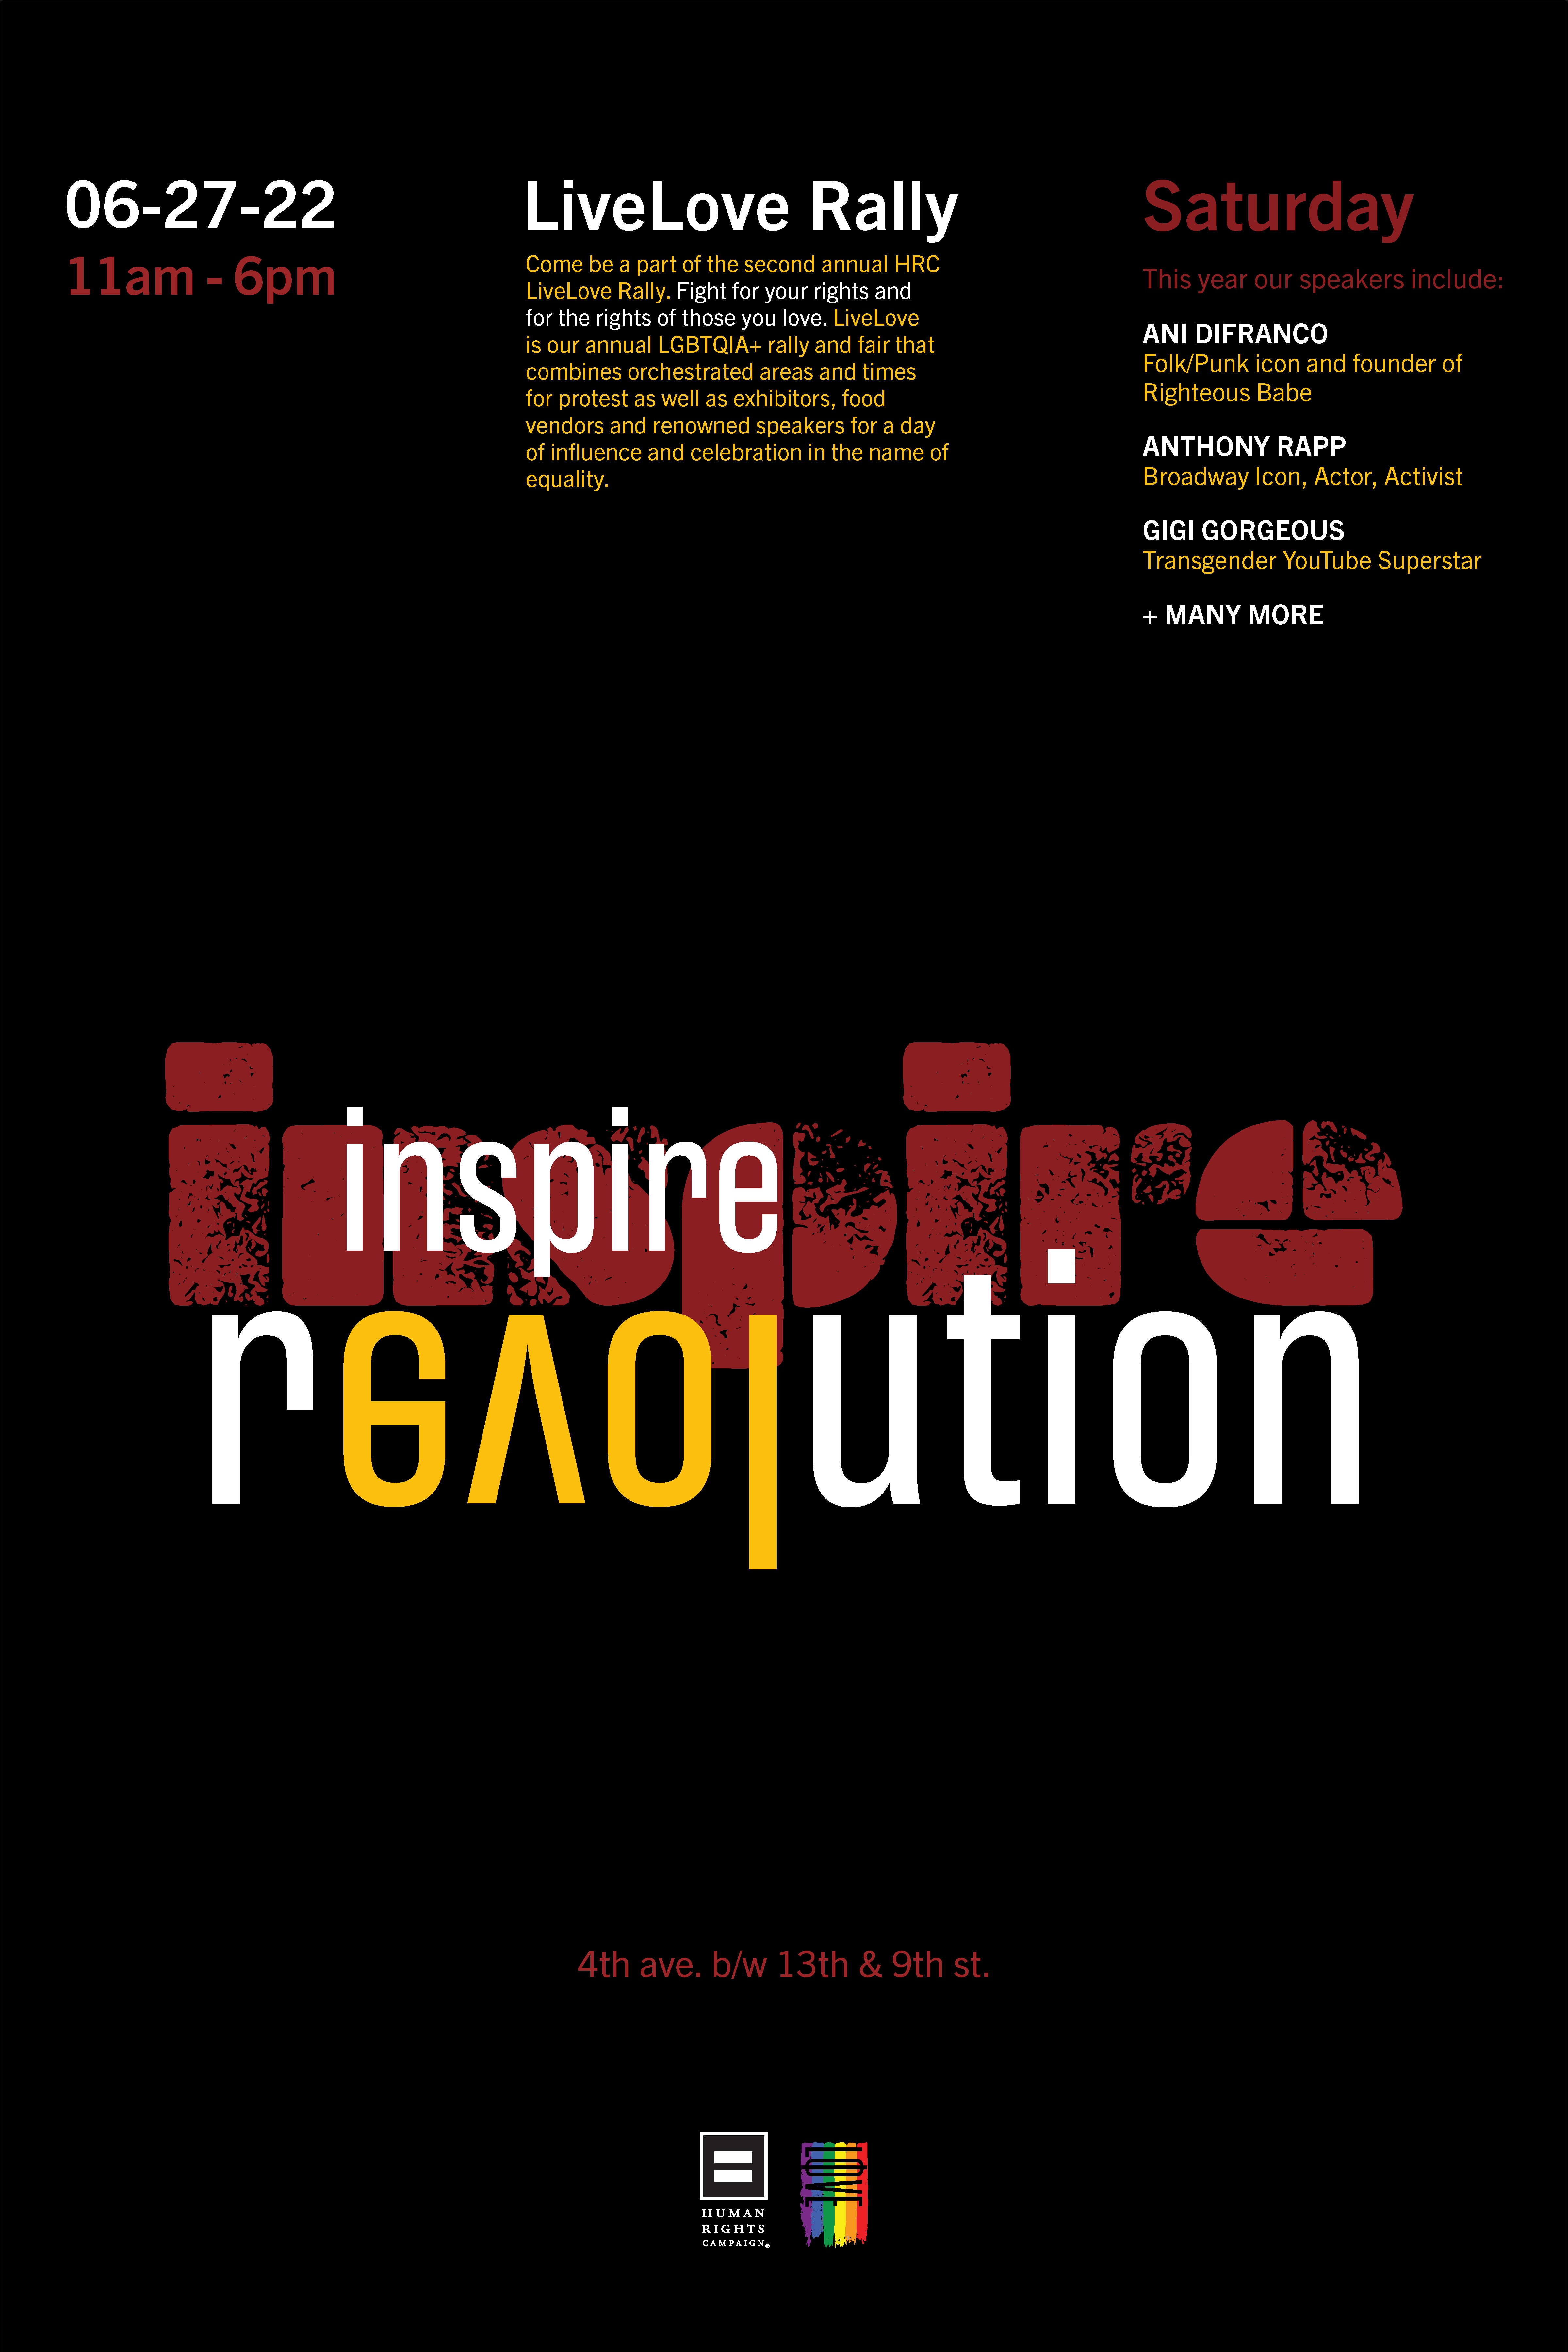 06-27-22
11am - 6pm
LiveLove Rally
Come be a part of the second annual HRC
LiveLove Rally. Fight for your rights and
for the rights of those you love. LiveLove
is our annual LGBTQIA+ rally and fair that
combines orchestrated areas and times
for protest as well as exhibitors, food
vendors and renowned speakers for a day
of influence and celebration in the name of
equality.
Saturday
This year our speakers include:
ANI DIFRANCO
Folk/Punk icon and founder of
Righteous Babe
ANTHONY RAPP
Broadway Icon, Actor, Activist
GIGI GORGEOUS
Transgender YouTube Superstar
+ MANY MORE
inspire
inspire
revolution
4th ave. b/w 13th & 9th st.
HUMAN
RIGHTS
CAMPAIGN®
LOVE